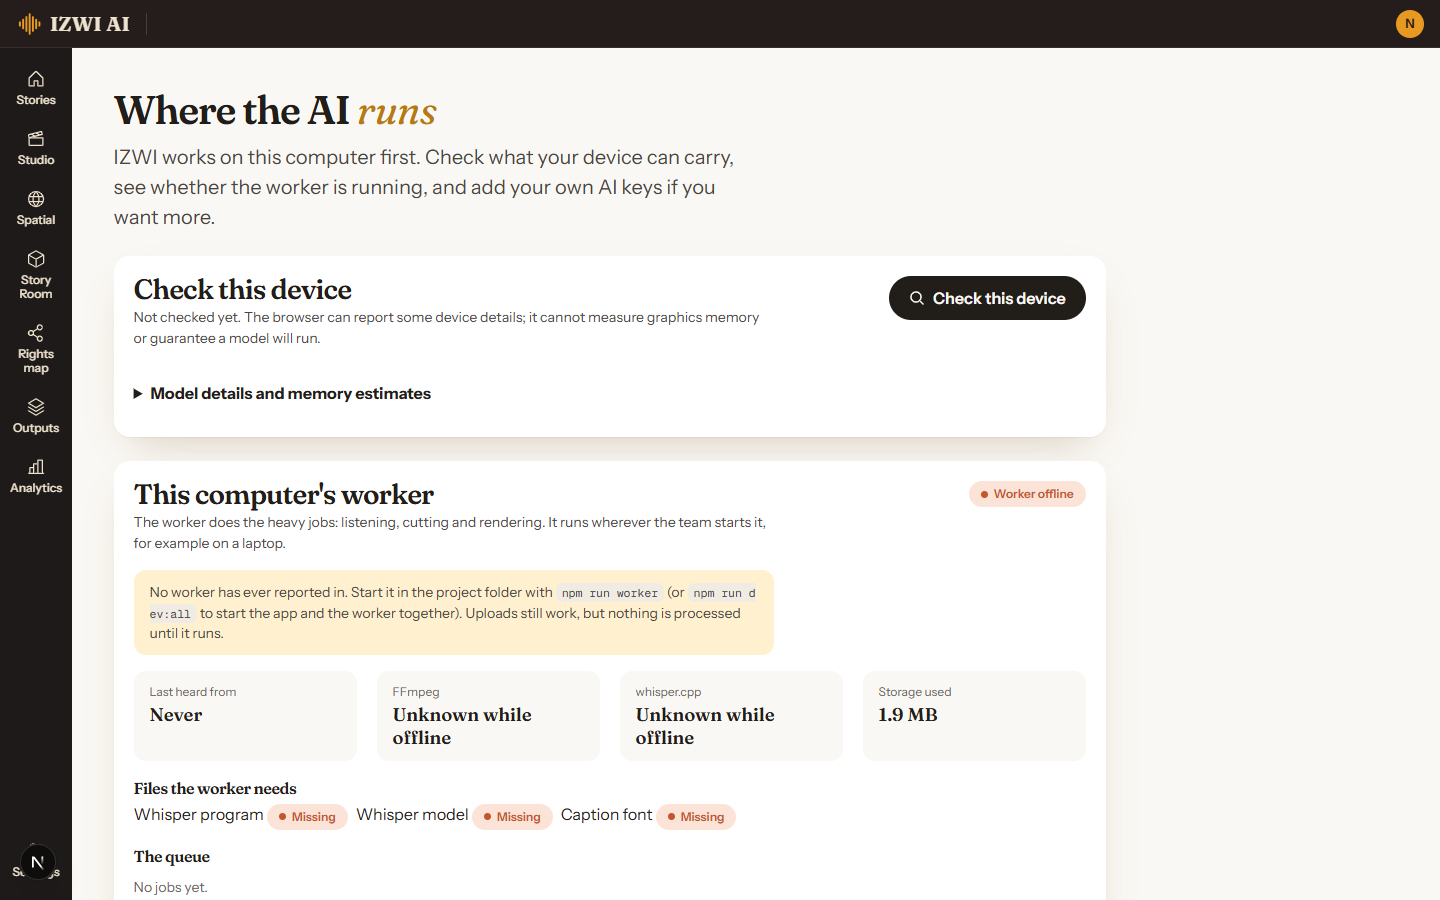 IZWI AI
N
Stories
Studio
Spatial
Story
Room
Rights
map
Outputs
Analytics
N
Where the AI runs
IZWI works on this computer first. Check what your device can carry,
see whether the worker is running, and add your own AI keys if you
want more.
Check this device
Check this device
Not checked yet. The browser can report some device details; it cannot measure graphics memory
or guarantee a model will run.
Model details and memory estimates
This computer's worker
Worker offline
The worker does the heavy jobs: listening, cutting and rendering. It runs wherever the team starts it,
for example on a laptop.
No worker has ever reported in. Start it in the project folder with npm run worker (or npm run d
ev:all to start the app and the worker together). Uploads still work, but nothing is processed
until it runs.
Last heard from
Never
FFmpeg
Unknown while
offline
whisper.cpp
Unknown while
offline
Storage used
1.9 MB
Files the worker needs
Whisper program Missing Whisper model Missing Caption font Missing
The queue
No jobs yet.